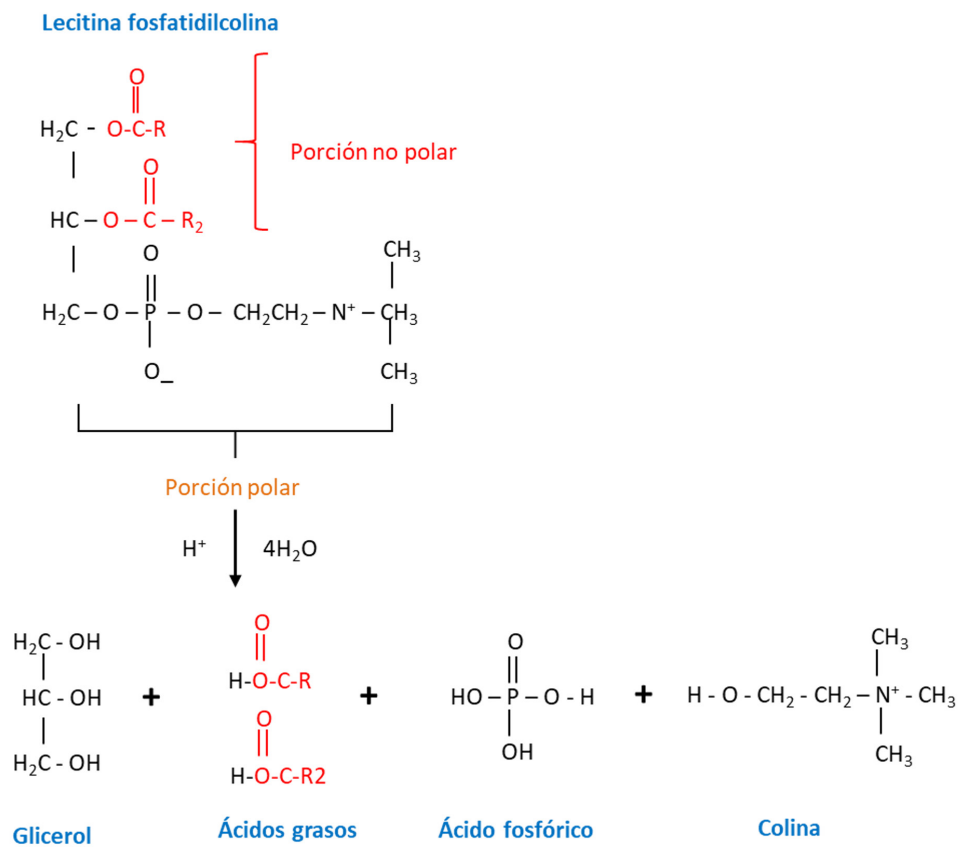 Lecitina fosfatidilcolina
O
H₂C - O-C-R
Porción no polar
O
HC – O – C – R₂
O
CH₃
H₂C – O – P – O – CH₂CH₂ – N⁺ – CH₃
O_
CH₃
Porción polar
H⁺ 4H₂O
H₂C - OH
HC - OH
H₂C - OH
+
O
H-O-C-R
O
H-O-C-R2
+
O
HO – P – O - H
OH
+
CH₃
H - O - CH₂ - CH₂ – N⁺ - CH₃
CH₃
Glicerol
Ácidos grasos
Ácido fosfórico
Colina